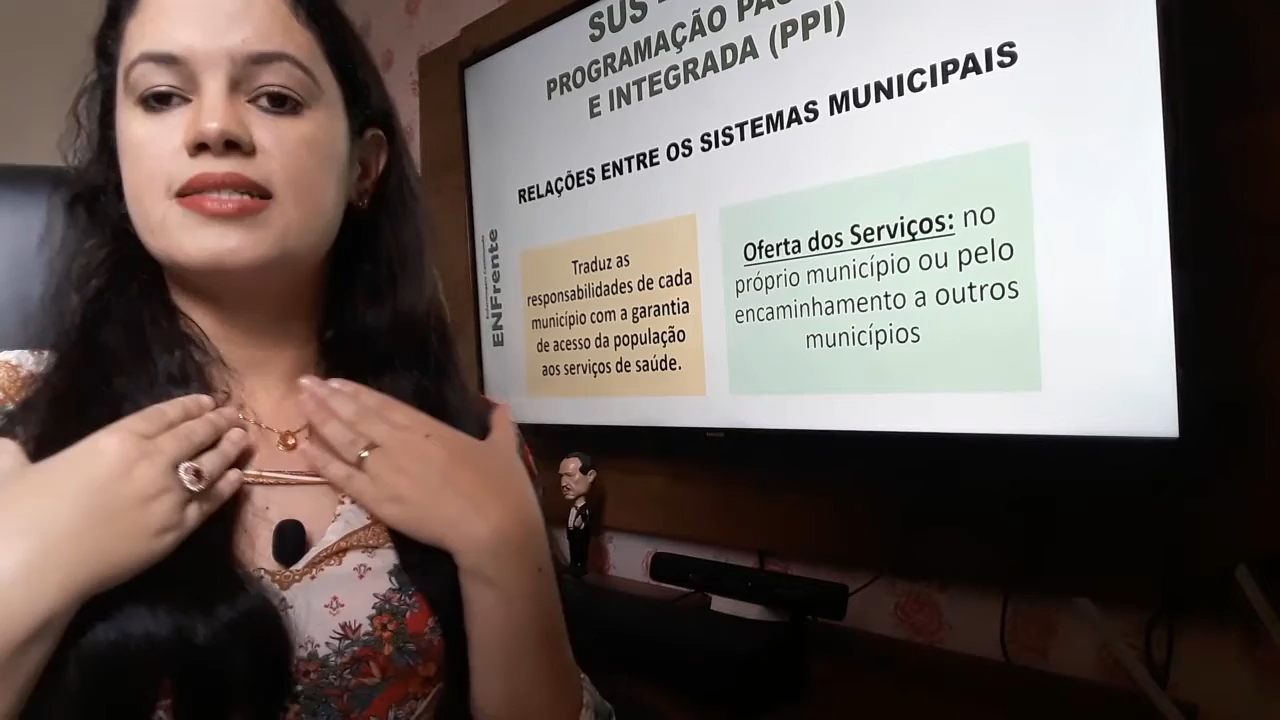 SUS
PROGRAMAÇÃO
E INTEGRADA (PPI)
RELAÇÕES ENTRE OS SISTEMAS MUNICIPAIS
ENFrente
Traduz as
responsabilidades de cada
município com a garantia
de acesso da população
aos serviços de saúde.
Oferta dos Serviços: no
próprio município ou pelo
encaminhamento a outros
municípios